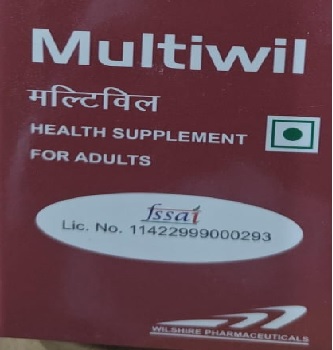 Multiwil
मल्टिविल
HEALTH SUPPLEMENT
FOR ADULTS
fssai
Lic. No. 11422999000293
WILSHIRE PHARMACEUTICALS